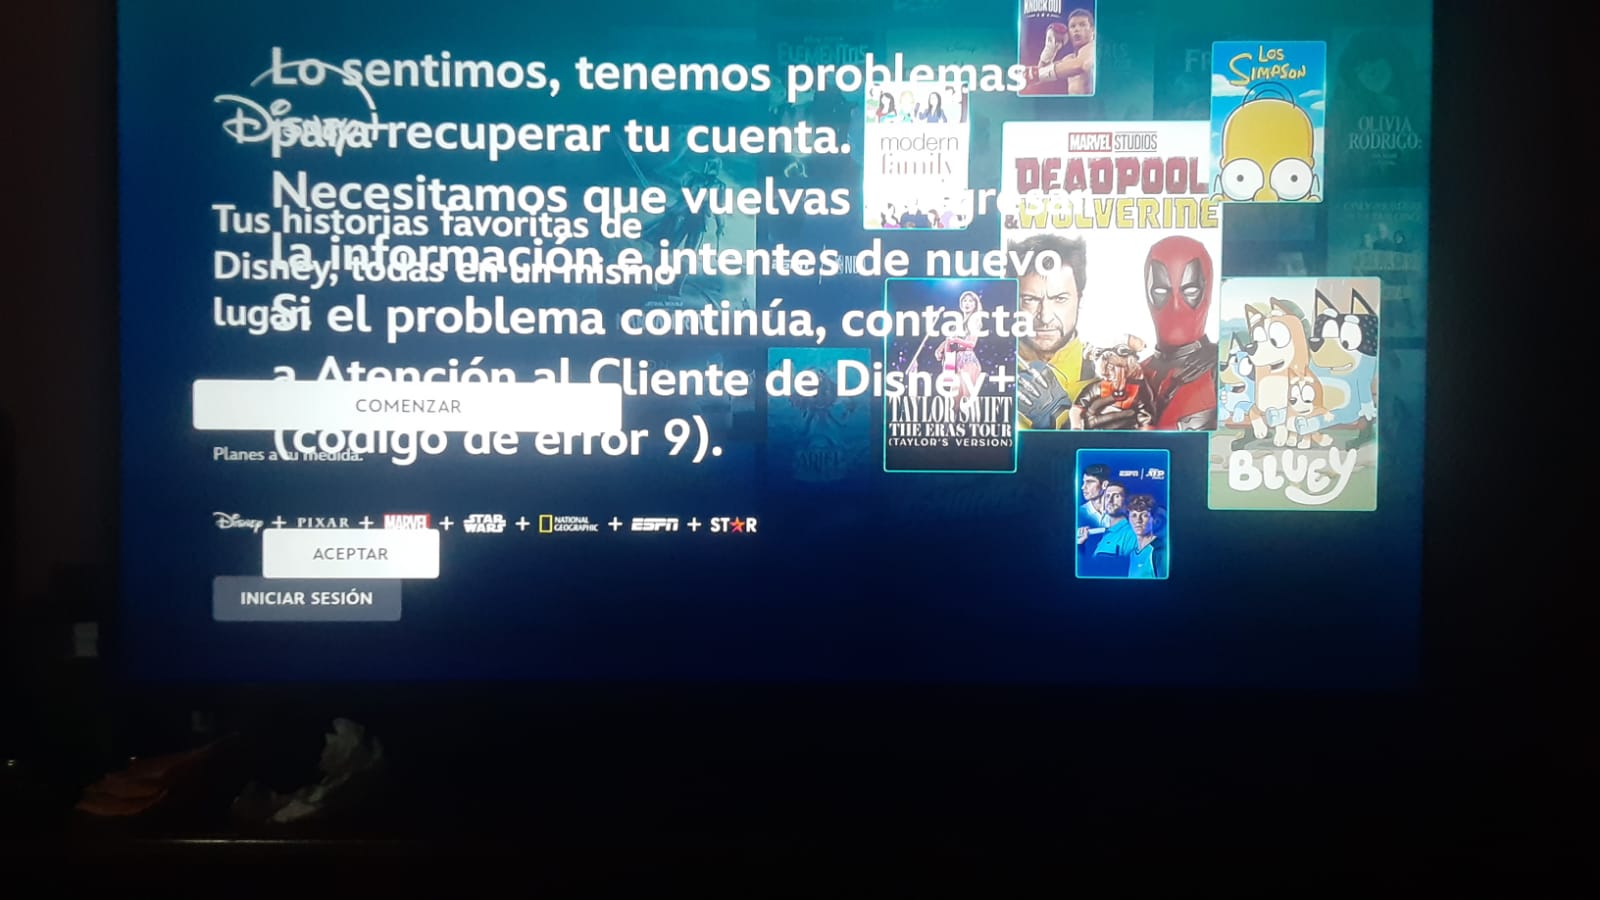 Lo sentimos, tenemos problemas
para recuperar tu cuenta.
Necesitamos que vuelvas
la información e intentes de nuevo
Si el problema continúa, contacta
a Atención al Cliente de Disney+
(código de error 9).
ACEPTAR
Disney+
Tus historias favoritas de
Disney, todas en un mismo
lugar.
COMENZAR
Planes a tu medida.
Disney + PIXAR + MARVEL + STAR WARS + NATIONAL GEOGRAPHIC + ESPN + STAR
INICIAR SESIÓN
KNOCKOUT
ELEMENTOS
modern
family
MARVEL STUDIOS
DEADPOOL
& WOLVERINE
LOS
SIMPSON
OLIVIA
RODRIGO:
TAYLOR SWIFT
THE ERAS TOUR
(TAYLOR'S VERSION)
BLUEY
ESPN | ATP
ARIEL